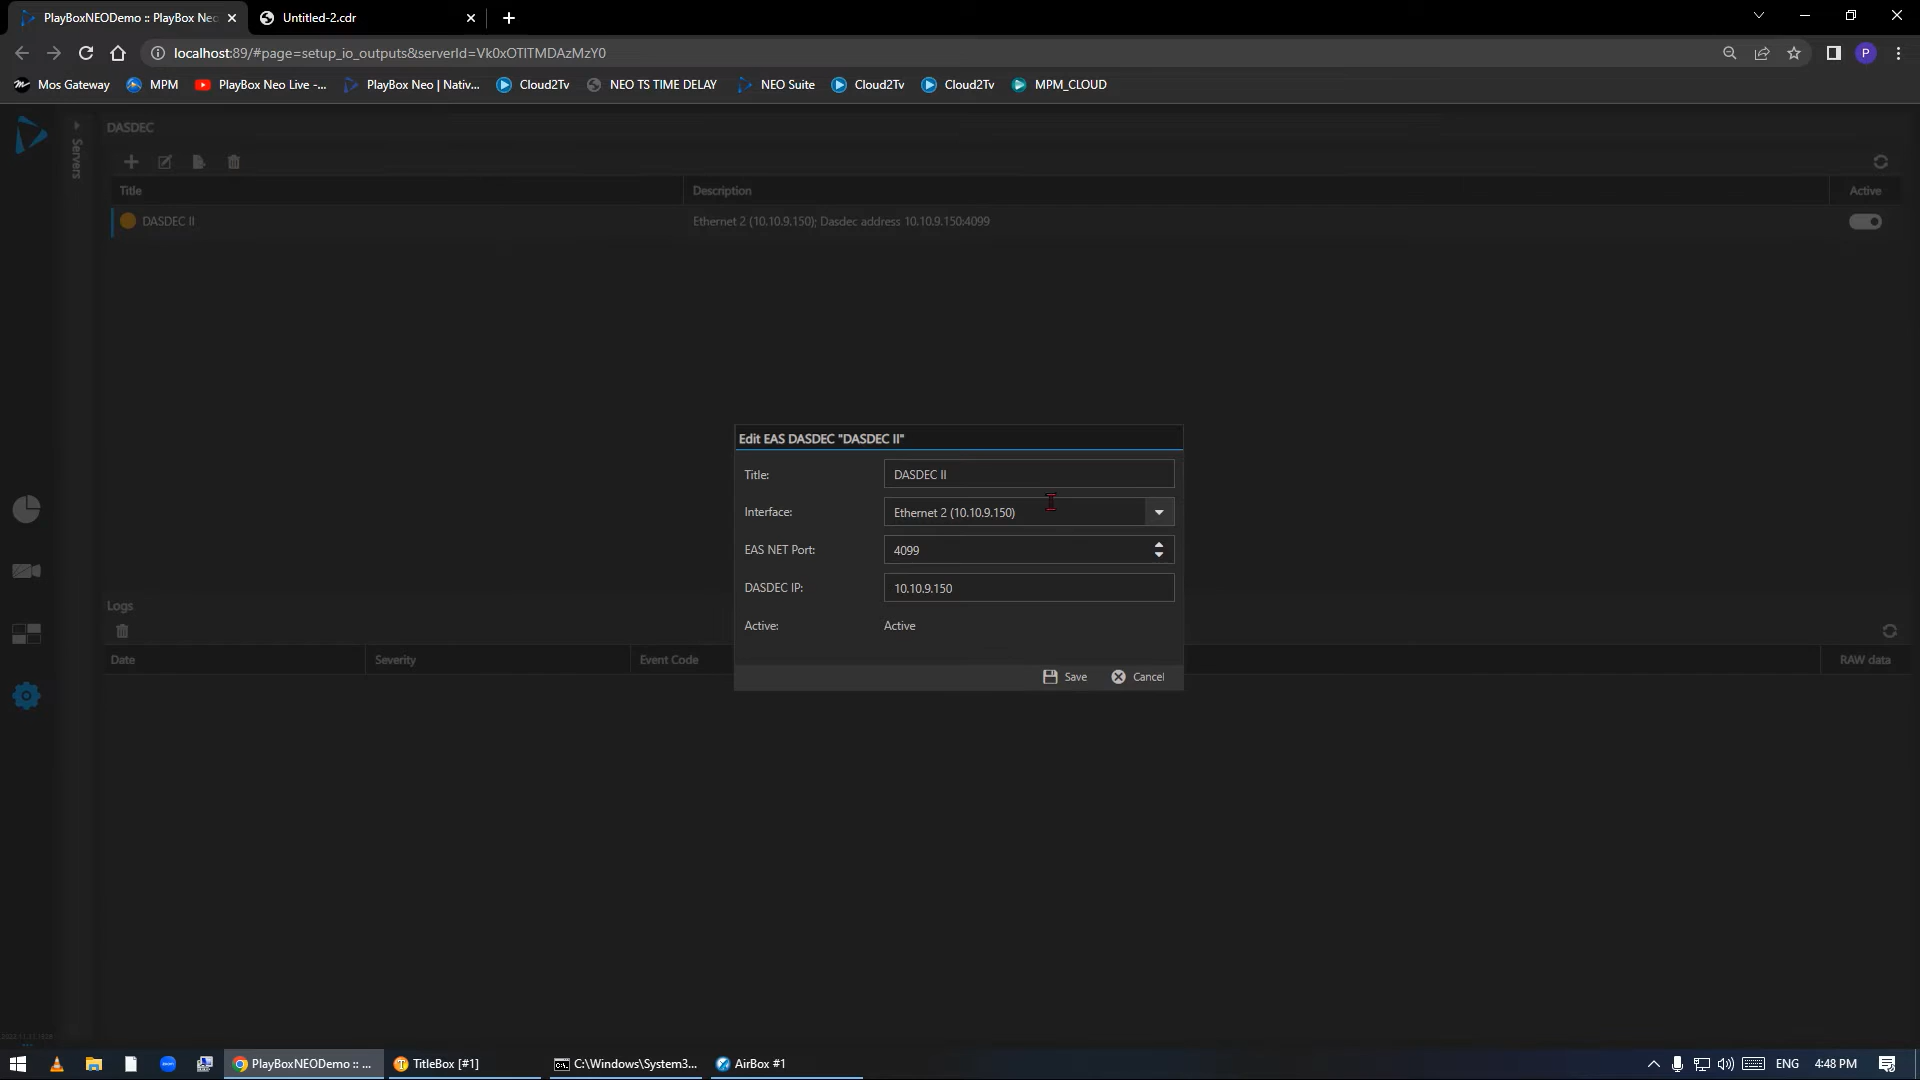 PlayBoxNEODemo :: PlayBox Neo
Untitled-2.cdr
localhost:89/#page=setup_io_outputs&serverId=Vk0xOTlTMDAzMzY0
P
Mos Gateway
MPM
PlayBox Neo Live -...
PlayBox Neo | Nativ...
Cloud2Tv
NEO TS TIME DELAY
NEO Suite
Cloud2Tv
Cloud2Tv
MPM_CLOUD
Servers
DASDEC
Title
Description
Active
DASDEC II
Ethernet 2 (10.10.9.150); Dasdec address 10.10.9.150:4099
Edit EAS DASDEC "DASDEC II"
Title:
DASDEC II
Interface:
Ethernet 2 (10.10.9.150)
EAS NET Port:
4099
DASDEC IP:
10.10.9.150
Active:
Active
Save
Cancel
Logs
Date
Severity
Event Code
RAW data
PlayBoxNEODemo :: ...
TitleBox [#1]
C:\Windows\System3...
AirBox #1
ENG
4:48 PM